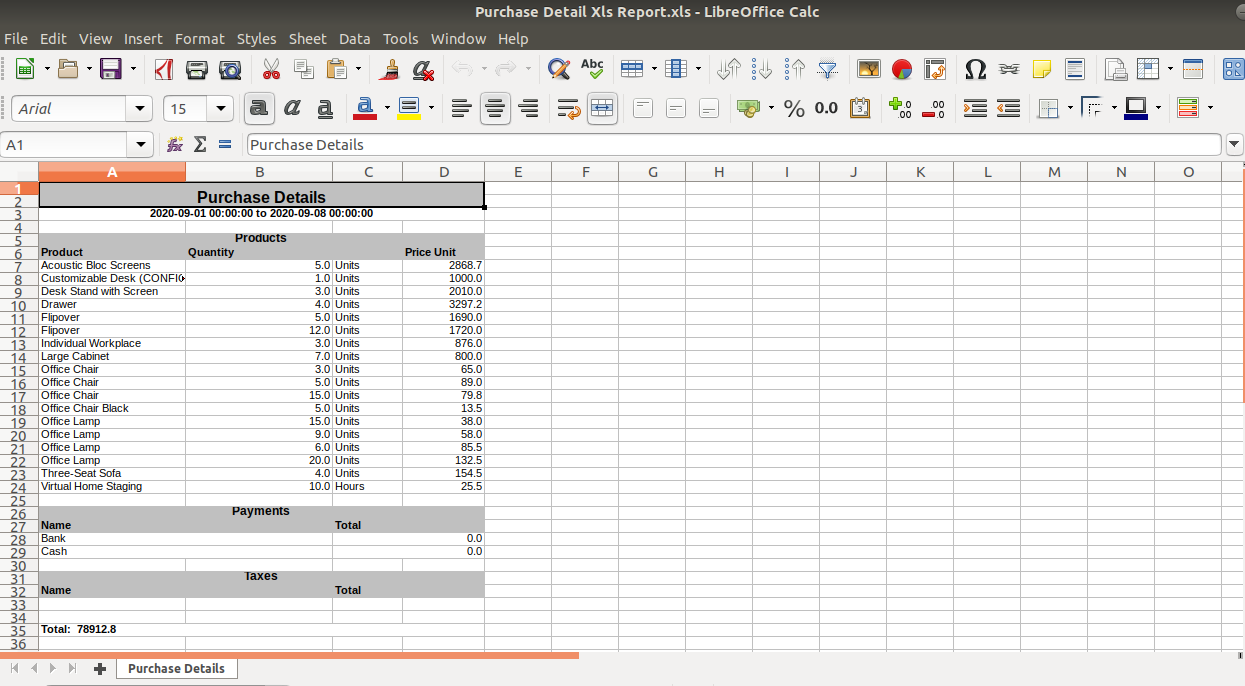 Purchase Detail Xls Report.xls - LibreOffice Calc
File Edit View Insert Format Styles Sheet Data Tools Window Help
Abc
Arial 15 a a a a % 0.0 3 .00 .00
A1 fx Σ = Purchase Details
A B C D E F G H I J K L M N O
1
2 Purchase Details
3 2020-09-01 00:00:00 to 2020-09-08 00:00:00
4
5 Products
6 Product Quantity Price Unit
7 Acoustic Bloc Screens 5.0 Units 2868.7
8 Customizable Desk (CONFIG 1.0 Units 1000.0
9 Desk Stand with Screen 3.0 Units 2010.0
10 Drawer 4.0 Units 3297.2
11 Flipover 5.0 Units 1690.0
12 Flipover 12.0 Units 1720.0
13 Individual Workplace 3.0 Units 876.0
14 Large Cabinet 7.0 Units 800.0
15 Office Chair 3.0 Units 65.0
16 Office Chair 5.0 Units 89.0
17 Office Chair 15.0 Units 79.8
18 Office Chair Black 5.0 Units 13.5
19 Office Lamp 15.0 Units 38.0
20 Office Lamp 9.0 Units 58.0
21 Office Lamp 6.0 Units 85.5
22 Office Lamp 20.0 Units 132.5
23 Three-Seat Sofa 4.0 Units 154.5
24 Virtual Home Staging 10.0 Hours 25.5
25
26 Payments
27 Name Total
28 Bank 0.0
29 Cash 0.0
30
31 Taxes
32 Name Total
33
34
35 Total: 78912.8
36
Purchase Details